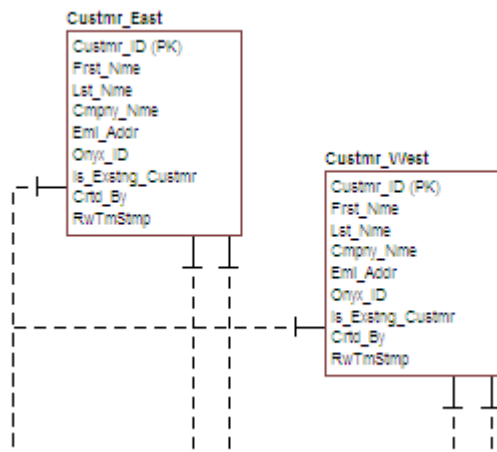 Custmr_East
Custmr_ID (PK)
Frst_Nme
Lst_Nme
Cmpny_Nme
Eml_Addr
Onyx_ID
Is_Exstng_Custmr
Crtd_By
RwTmStmp
Custmr_West
Custmr_ID (PK)
Frst_Nme
Lst_Nme
Cmpny_Nme
Eml_Addr
Onyx_ID
Is_Exstng_Custmr
Crtd_By
RwTmStmp